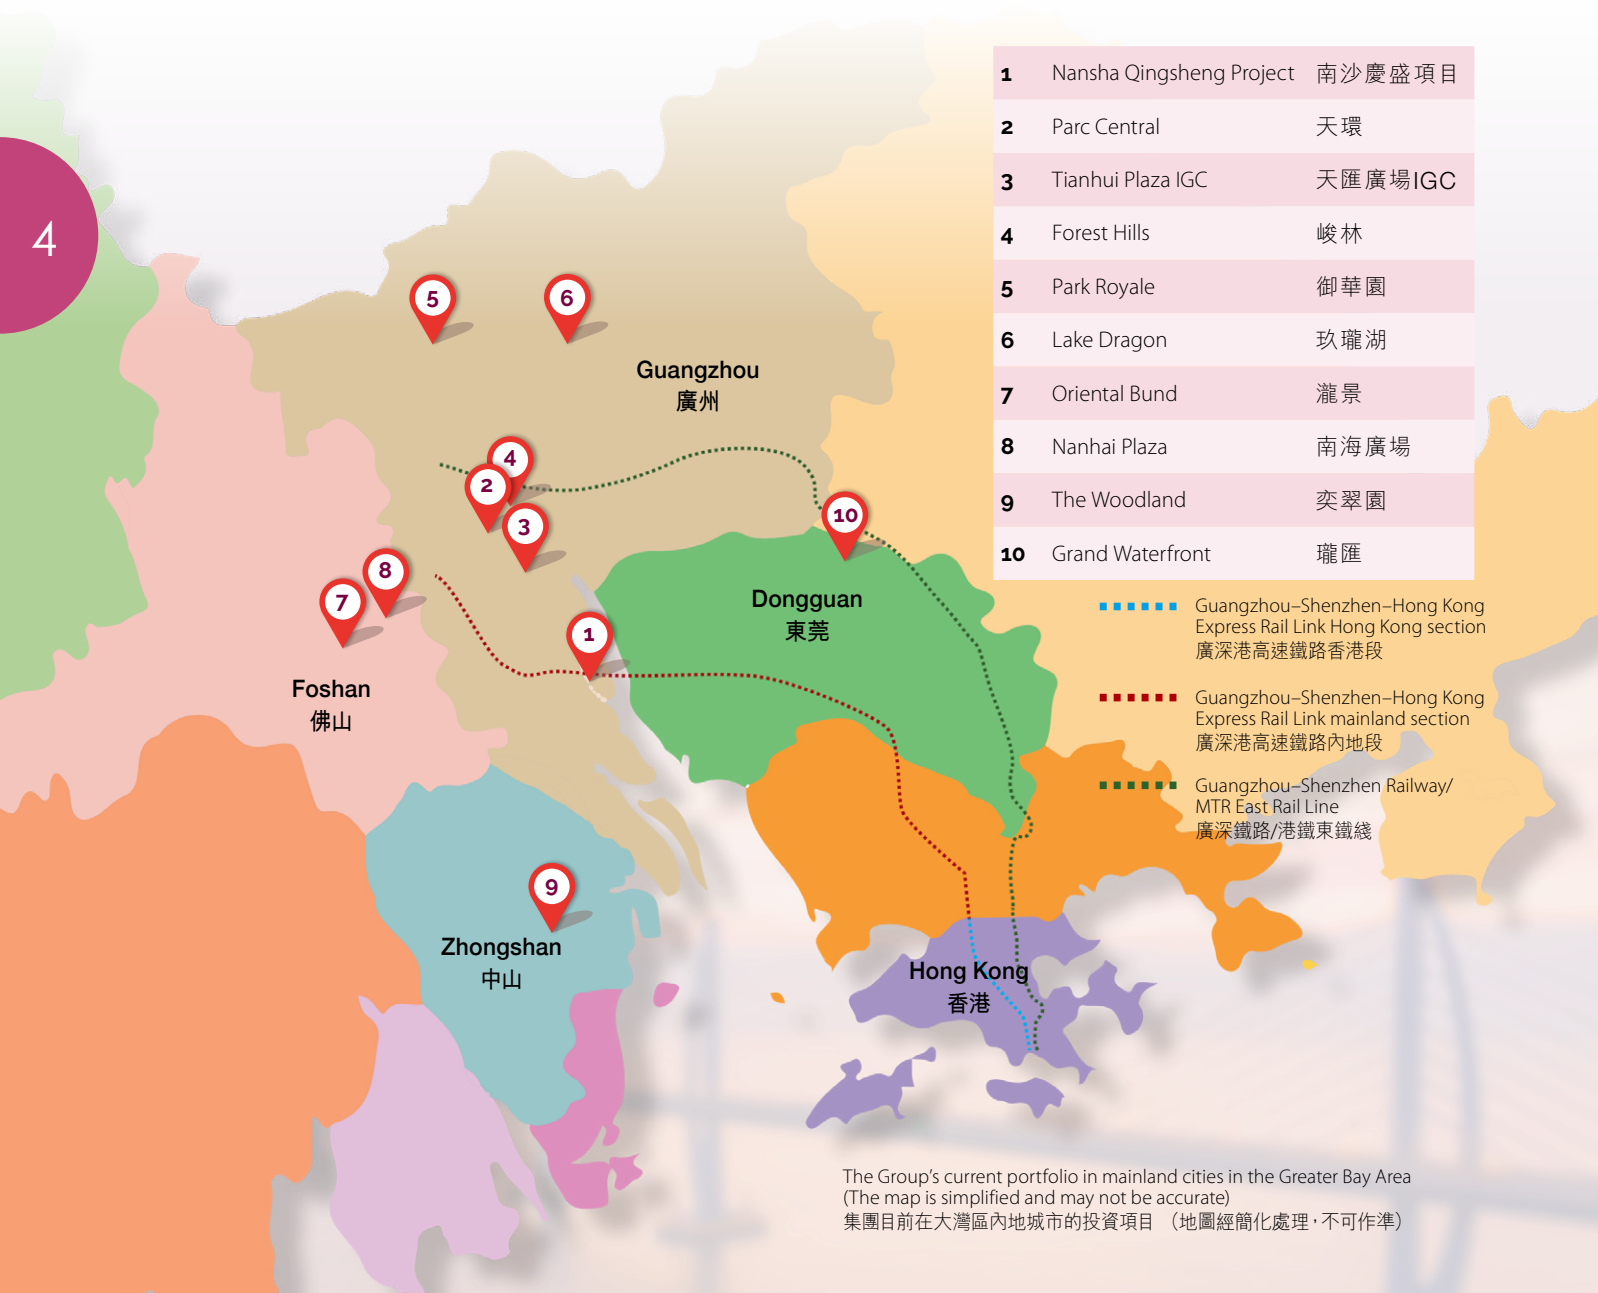 4
1 Nansha Qingsheng Project 南沙慶盛項目
2 Parc Central 天環
3 Tianhui Plaza IGC 天匯廣場IGC
4 Forest Hills 峻林
5 Park Royale 御華園
6 Lake Dragon 玖瓏湖
7 Oriental Bund 瀧景
8 Nanhai Plaza 南海廣場
9 The Woodland 奕翠園
10 Grand Waterfront 瓏匯
5
6
Guangzhou
廣州
4
2
3
10
8
7
1
Dongguan
東莞
Foshan
佛山
9
Zhongshan
中山
Hong Kong
香港
Guangzhou–Shenzhen–Hong Kong
Express Rail Link Hong Kong section
廣深港高速鐵路香港段
Guangzhou–Shenzhen–Hong Kong
Express Rail Link mainland section
廣深港高速鐵路內地段
Guangzhou–Shenzhen Railway/
MTR East Rail Line
廣深鐵路/港鐵東鐵綫
The Group's current portfolio in mainland cities in the Greater Bay Area
(The map is simplified and may not be accurate)
集團目前在大灣區內地城市的投資項目 （地圖經簡化處理，不可作準）